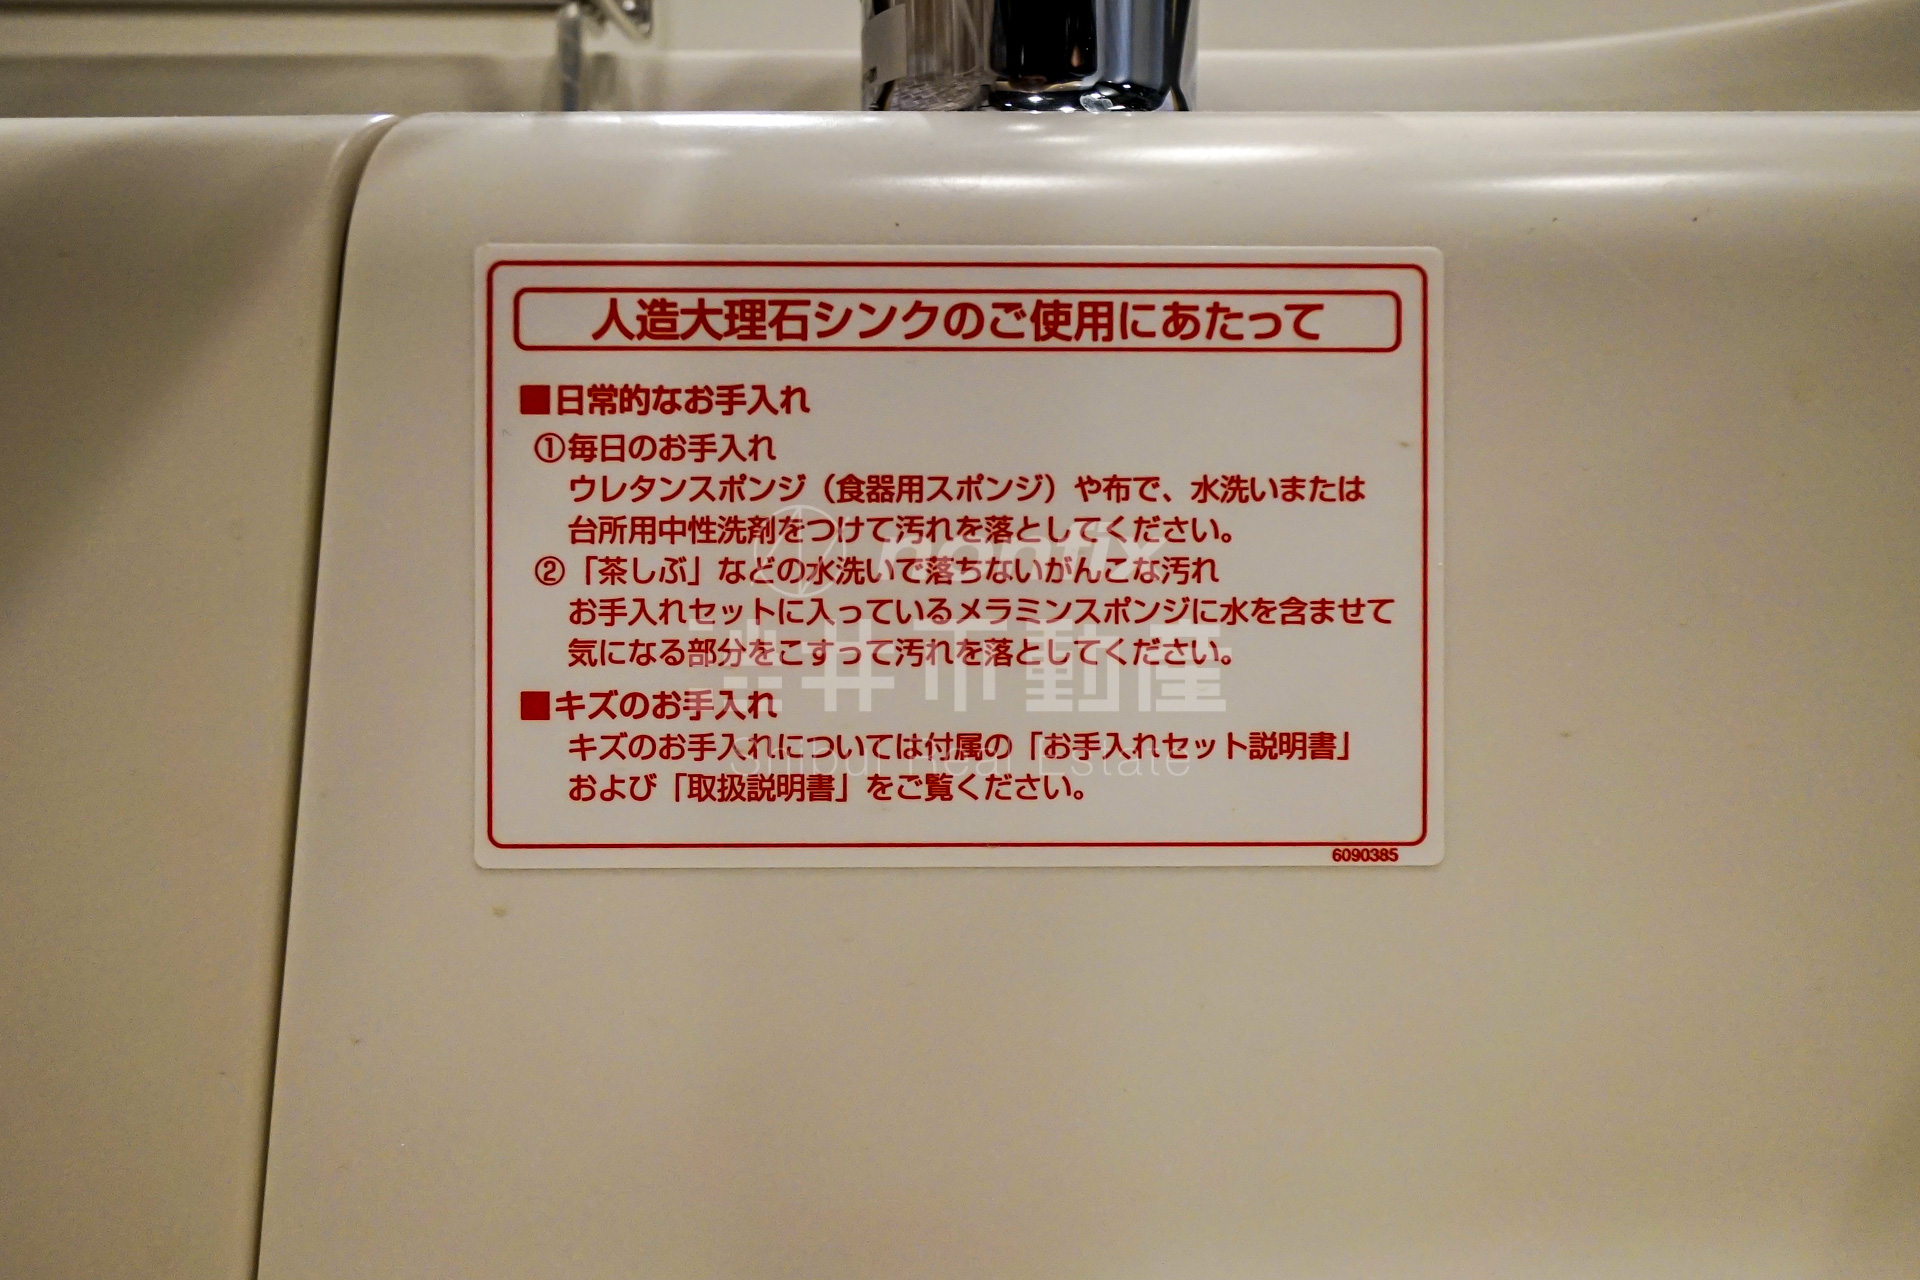 人造大理石シンクのご使用にあたって
■日常的なお手入れ
①毎日のお手入れ
ウレタンスポンジ（食器用スポンジ）や布で、水洗いまたは
台所用中性洗剤をつけて汚れを落としてください。
②「茶しぶ」などの水洗いで落ちないがんこな汚れ
お手入れセットに入っているメラミンスポンジに水を含ませて
気になる部分をこすって汚れを落としてください。
■キズのお手入れ
キズのお手入れについては付属の「お手入れセット説明書」
および「取扱説明書」をご覧ください。
6090385
nonfix
渋井不動産
Shibui Real Estate